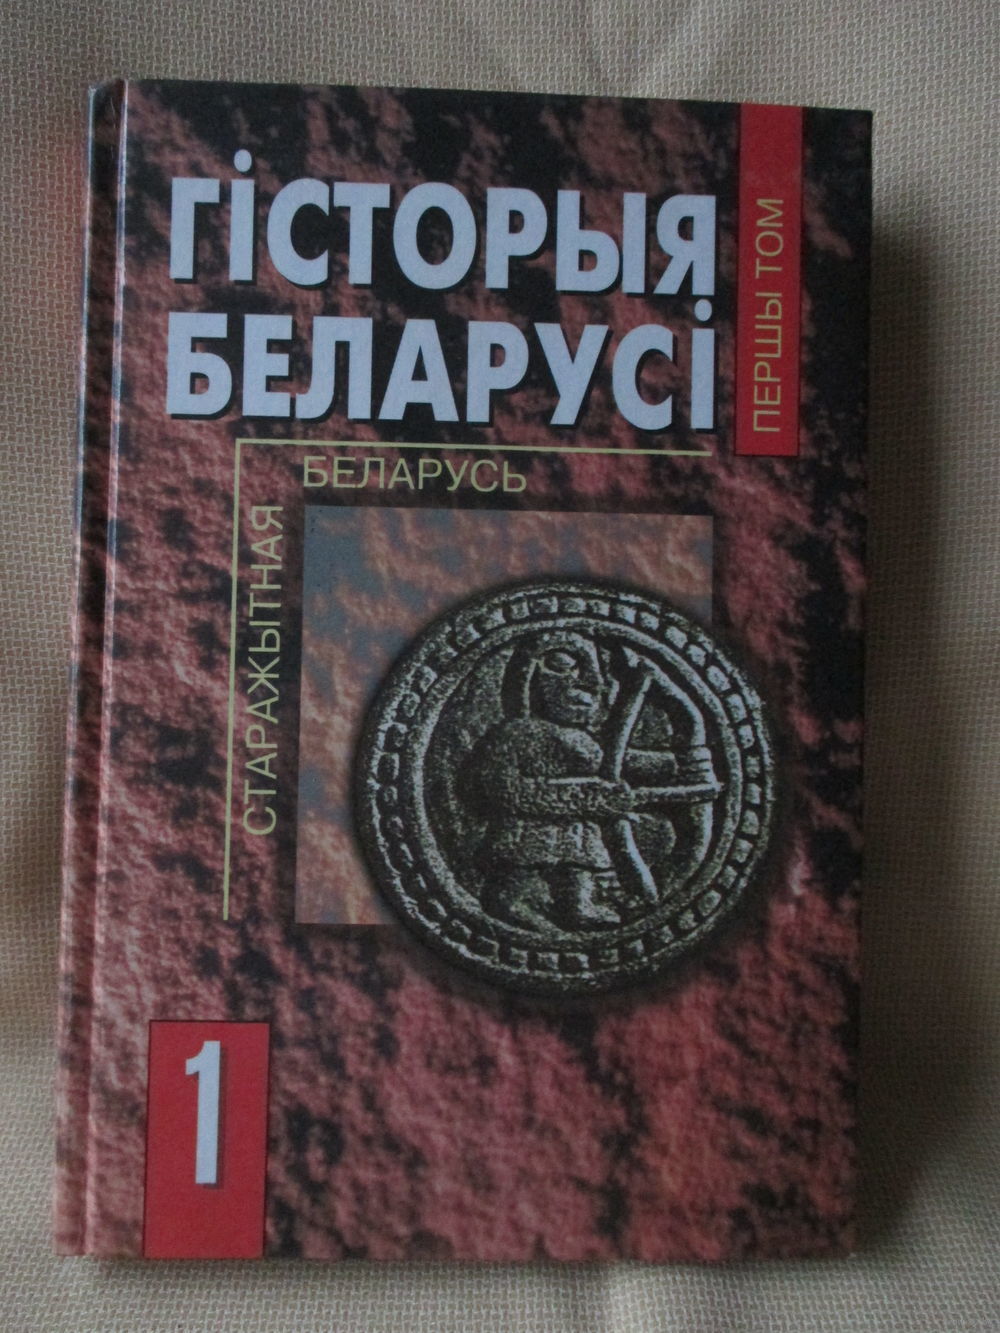 ГІСТОРЫЯ
БЕЛАРУСІ
ПЕРШЫ ТОМ
СТАРАЖЫТНАЯ
БЕЛАРУСЬ
1